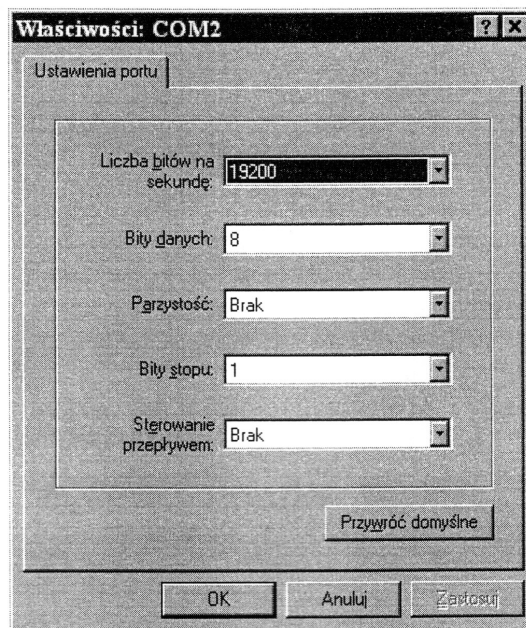 Właściwości: COM2
Ustawienia portu
Liczba bitów na
sekundę:
19200
Bity danych:
8
Parzystość:
Brak
Bity stopu:
1
Sterowanie
przepływem:
Brak
Przywróć domyślne
OK
Anuluj
Zastosuj